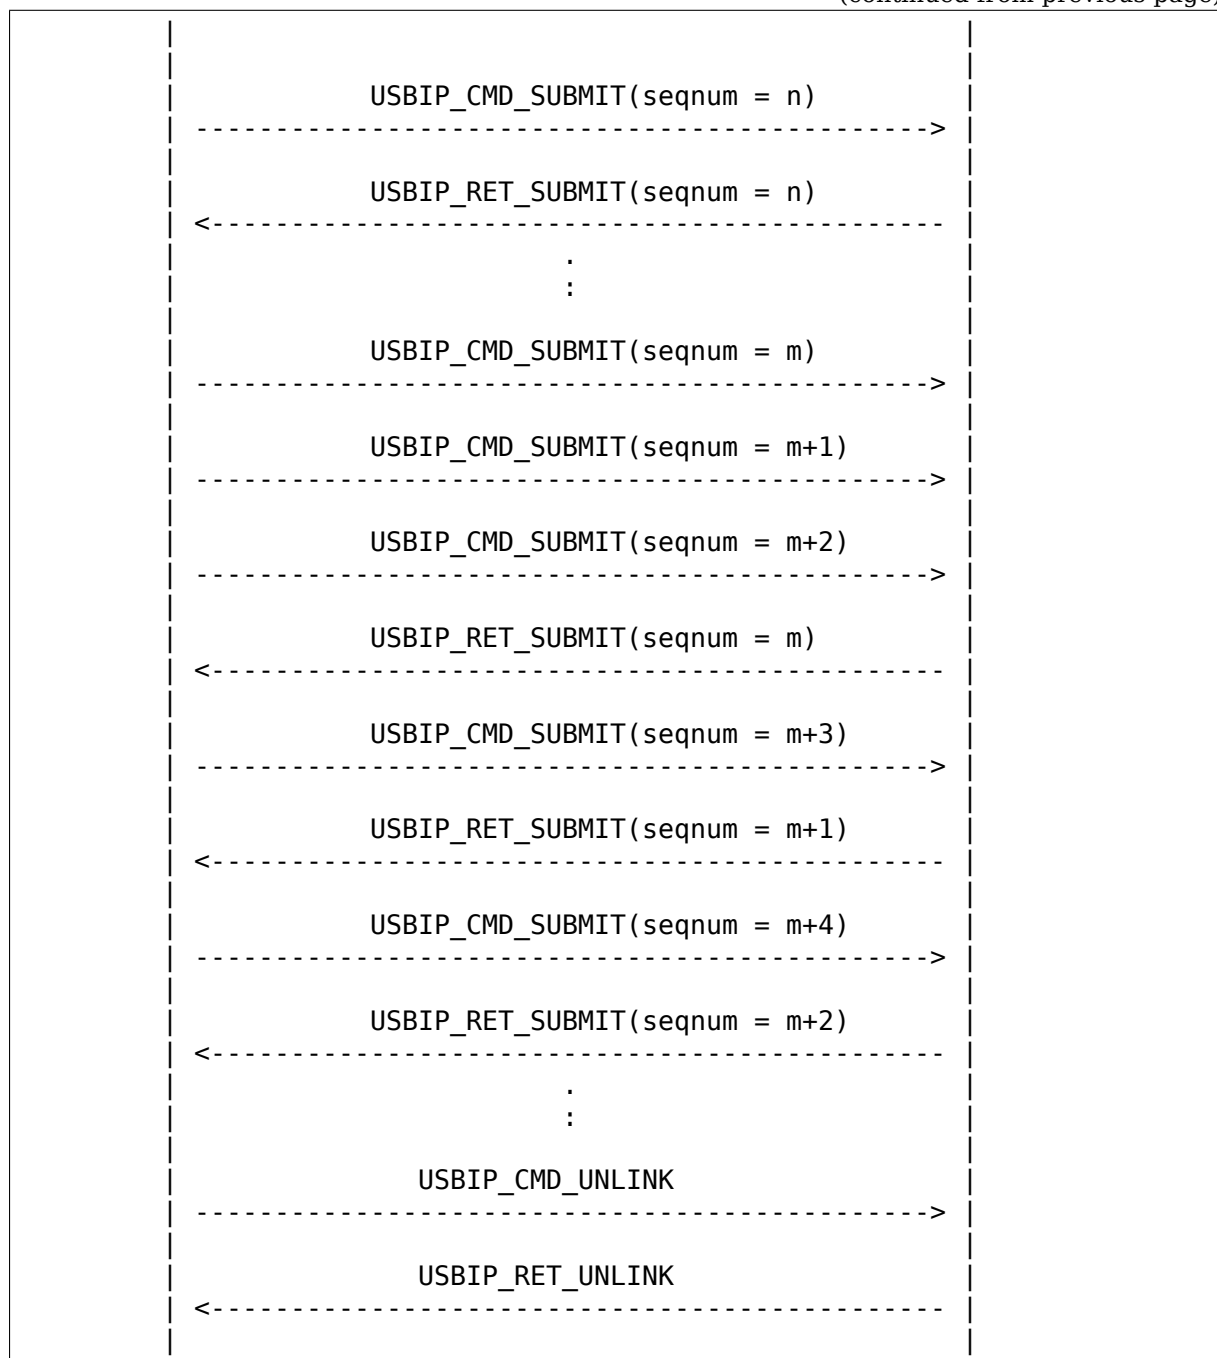 (continued from previous page)
USBIP_CMD_SUBMIT(seqnum = n)
---------------------------------------------->
USBIP_RET_SUBMIT(seqnum = n)
<----------------------------------------------
.
:
USBIP_CMD_SUBMIT(seqnum = m)
---------------------------------------------->
USBIP_CMD_SUBMIT(seqnum = m+1)
---------------------------------------------->
USBIP_CMD_SUBMIT(seqnum = m+2)
---------------------------------------------->
USBIP_RET_SUBMIT(seqnum = m)
<----------------------------------------------
USBIP_CMD_SUBMIT(seqnum = m+3)
---------------------------------------------->
USBIP_RET_SUBMIT(seqnum = m+1)
<----------------------------------------------
USBIP_CMD_SUBMIT(seqnum = m+4)
---------------------------------------------->
USBIP_RET_SUBMIT(seqnum = m+2)
<----------------------------------------------
.
:
USBIP_CMD_UNLINK
---------------------------------------------->
USBIP_RET_UNLINK
<----------------------------------------------